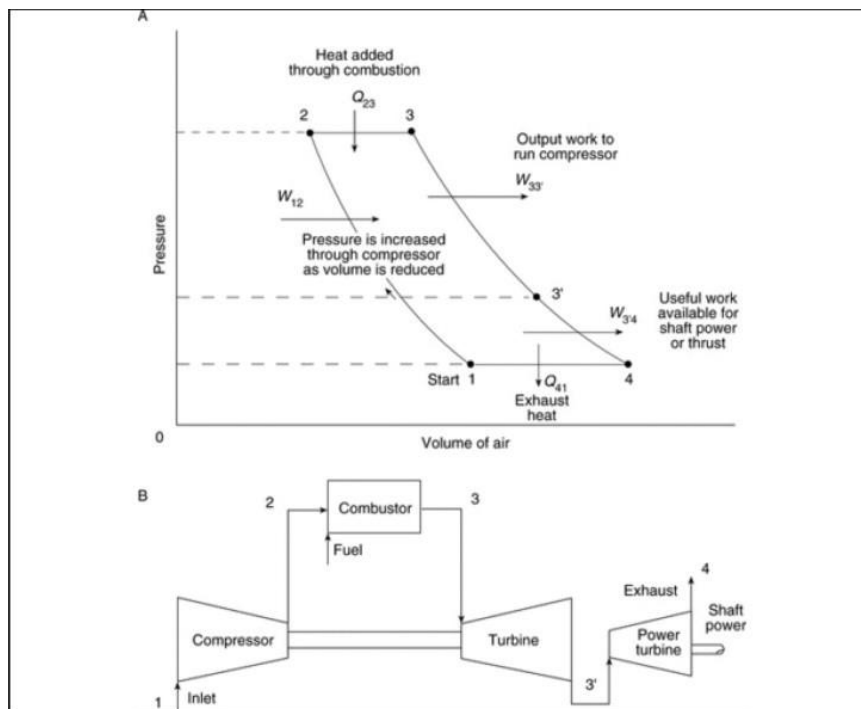 A
Heat added
through combustion
Q23
2
3
Output work to
run compressor
W33'
W12
Pressure is increased
through compressor
as volume is reduced
Pressure
3'
Useful work
available for
shaft power
or thrust
W3'4
Start 1
Q41
4
Exhaust
heat
0
Volume of air
B
2
Combustor
3
Fuel
4
Exhaust
Shaft
power
Compressor
Turbine
Power
turbine
3'
1
Inlet